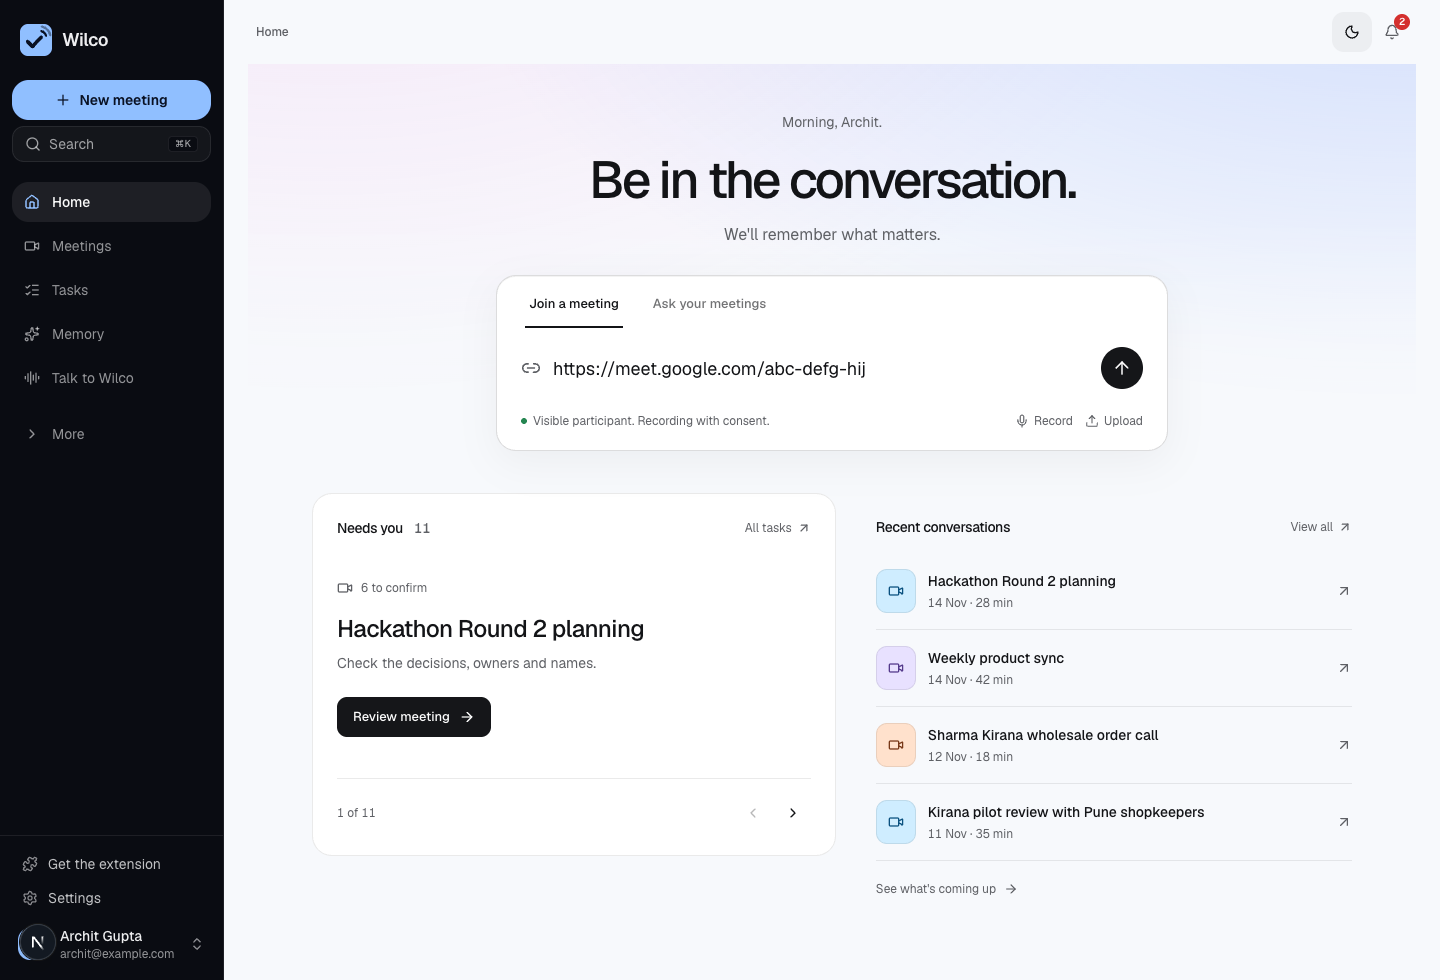 Wilco
New meeting
Search ⌘K
Home
Meetings
Tasks
Memory
Talk to Wilco
More
Get the extension
Settings
N
Archit Gupta
archit@example.com
Home
2
Morning, Archit.
Be in the conversation.
We'll remember what matters.
Join a meeting Ask your meetings
https://meet.google.com/abc-defg-hij
Visible participant. Recording with consent. Record Upload
Needs you 11 All tasks
6 to confirm
Hackathon Round 2 planning
Check the decisions, owners and names.
Review meeting
1 of 11
Recent conversations View all
Hackathon Round 2 planning
14 Nov · 28 min
Weekly product sync
14 Nov · 42 min
Sharma Kirana wholesale order call
12 Nov · 18 min
Kirana pilot review with Pune shopkeepers
11 Nov · 35 min
See what's coming up